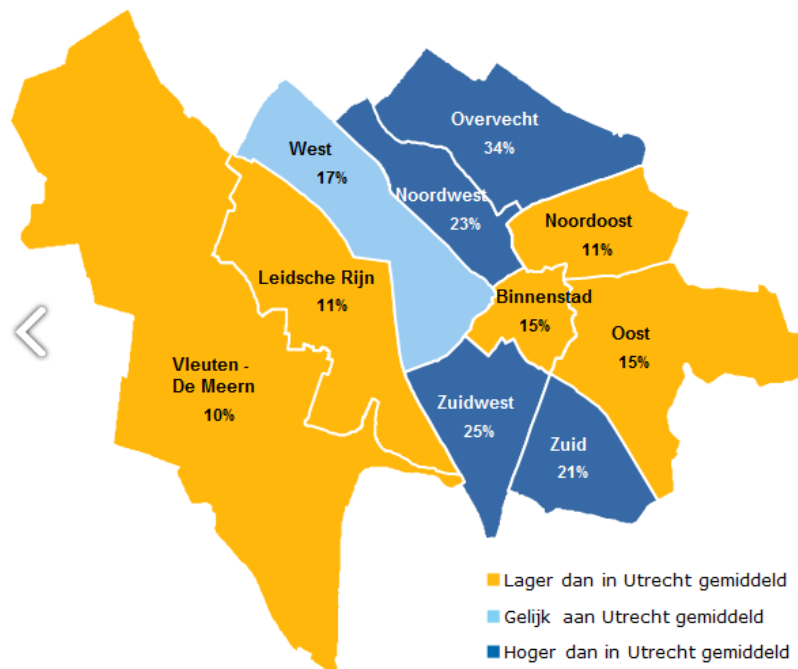 Overvecht
34%
West
17%
Noordwest
23%
Noordoost
11%
Leidsche Rijn
11%
Binnenstad
15%
Oost
15%
Vleuten -
De Meern
10%
Zuidwest
25%
Zuid
21%
Lager dan in Utrecht gemiddeld
Gelijk aan Utrecht gemiddeld
Hoger dan in Utrecht gemiddeld